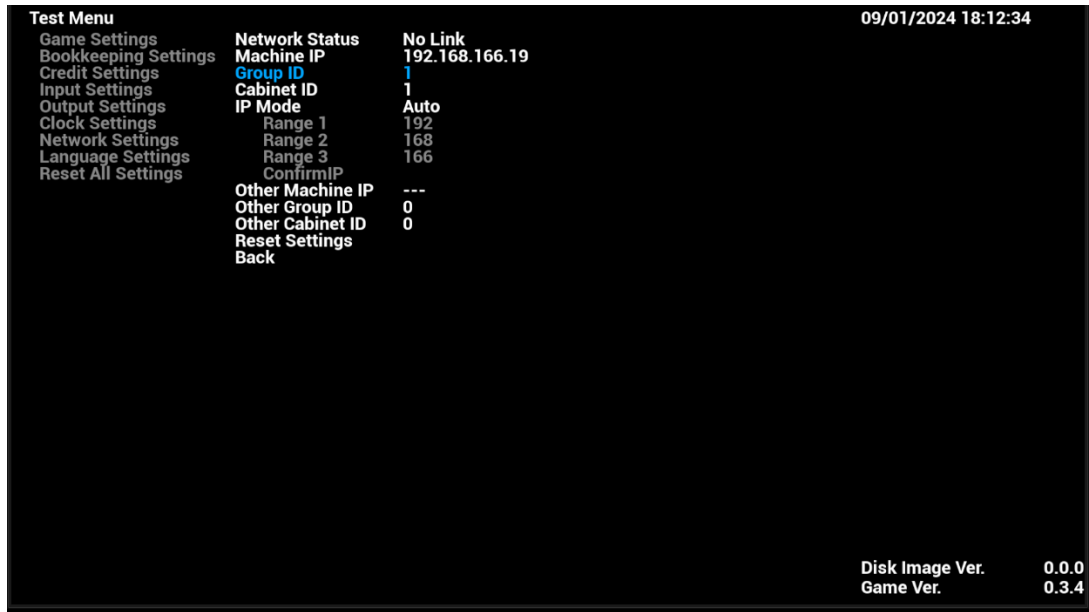 Test Menu 09/01/2024 18:12:34
Game Settings Network Status No Link
Bookkeeping Settings Machine IP 192.168.166.19
Credit Settings Group ID 1
Input Settings Cabinet ID 1
Output Settings IP Mode Auto
Clock Settings Range 1 192
Network Settings Range 2 168
Language Settings Range 3 166
Reset All Settings ConfirmIP
Other Machine IP ---
Other Group ID 0
Other Cabinet ID 0
Reset Settings
Back
Disk Image Ver. 0.0.0
Game Ver. 0.3.4